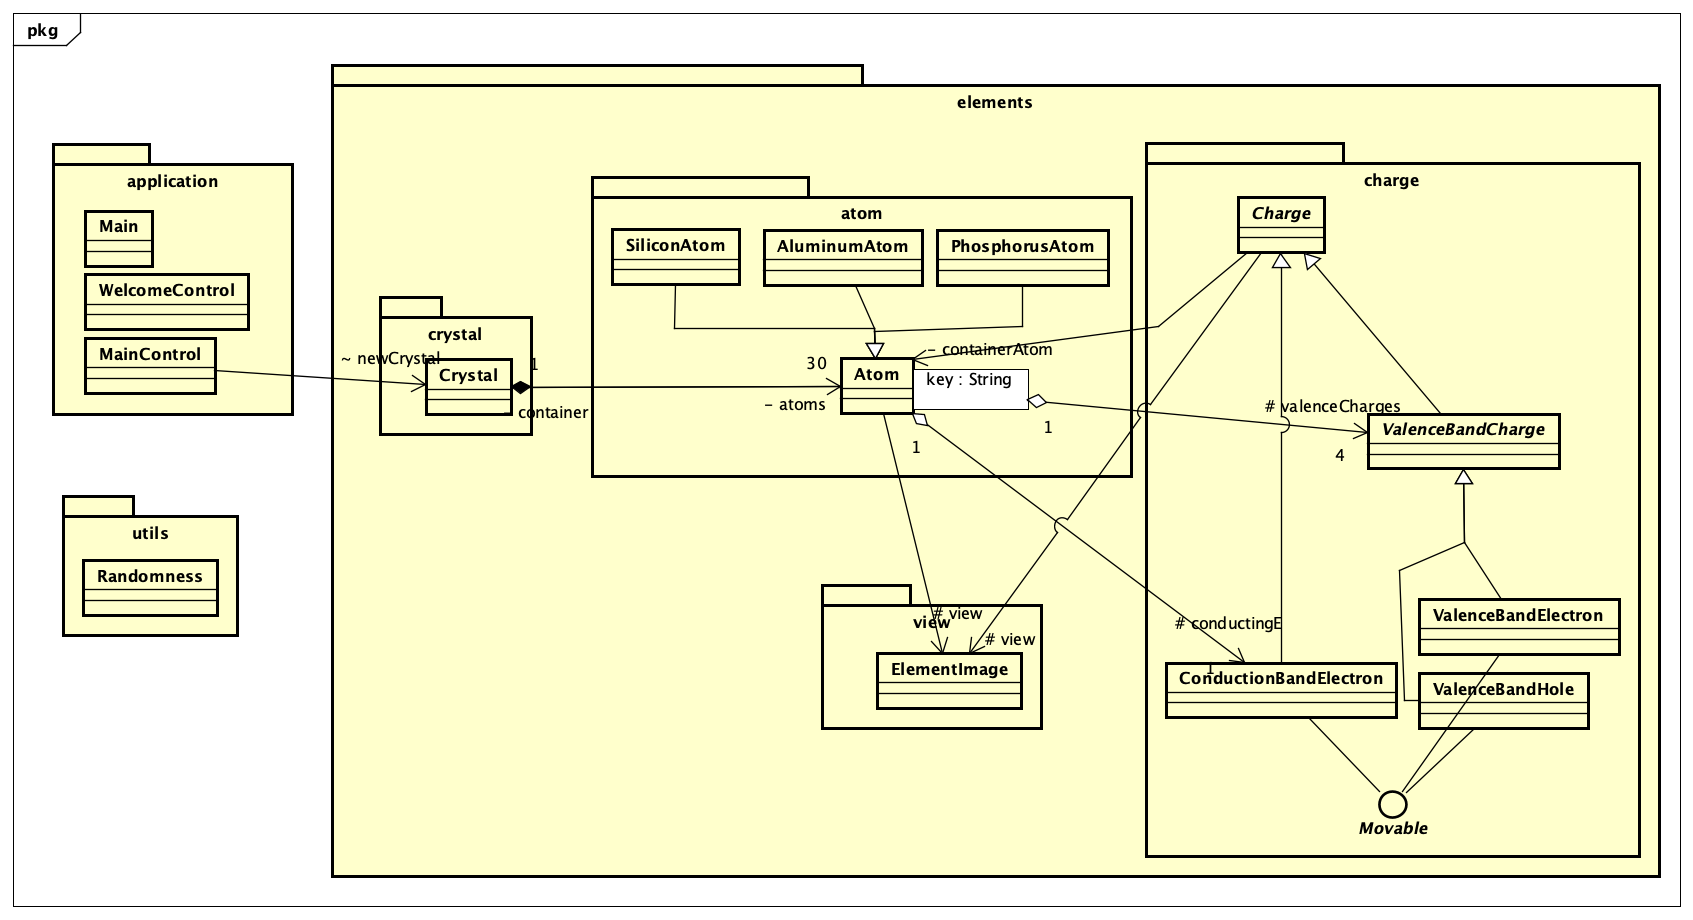 pkg
elements
application
Main
WelcomeControl
MainControl
utils
Randomness
crystal
~ newCrystal
Crystal
1
- container
atom
SiliconAtom
AluminumAtom
PhosphorusAtom
30
- atoms
Atom
- containerAtom
key : String
1
1
view
# view
# view
ElementImage
charge
Charge
# valenceCharges
4
ValenceBandCharge
# conductingE
1
ConductionBandElectron
ValenceBandElectron
ValenceBandHole
Movable